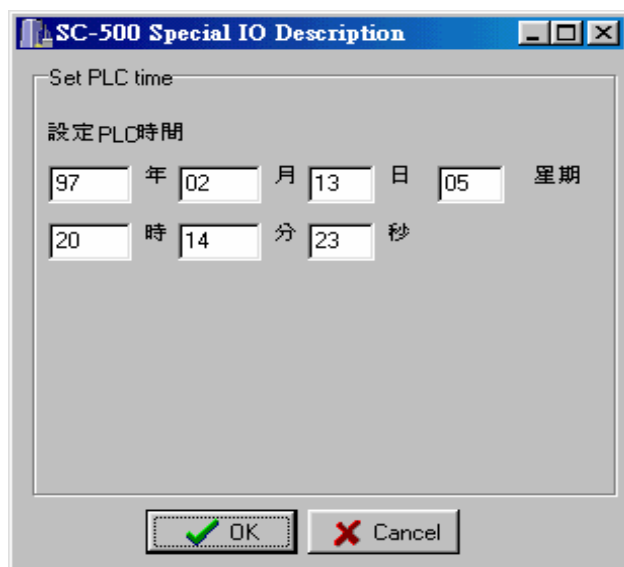 SC-500 Special IO Description
Set PLC time
設定PLC時間
97 年 02 月 13 日 05 星期
20 時 14 分 23 秒
OK Cancel